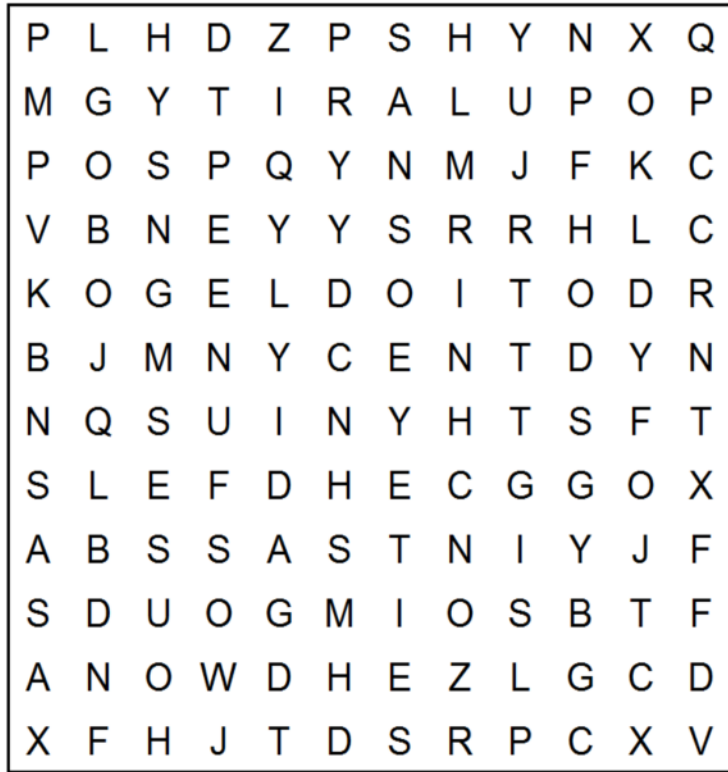 P L H D Z P S H Y N X Q
M G Y T I R A L U P O P
P O S P Q Y N M J F K C
V B N E Y Y S R R H L C
K O G E L D O I T O D R
B J M N Y C E N T D Y N
N Q S U I N Y H T S F T
S L E F D H E C G G O X
A B S S A S T N I Y J F
S D U O G M I O S B T F
A N O W D H E Z L G C D
X F H J T D S R P C X V